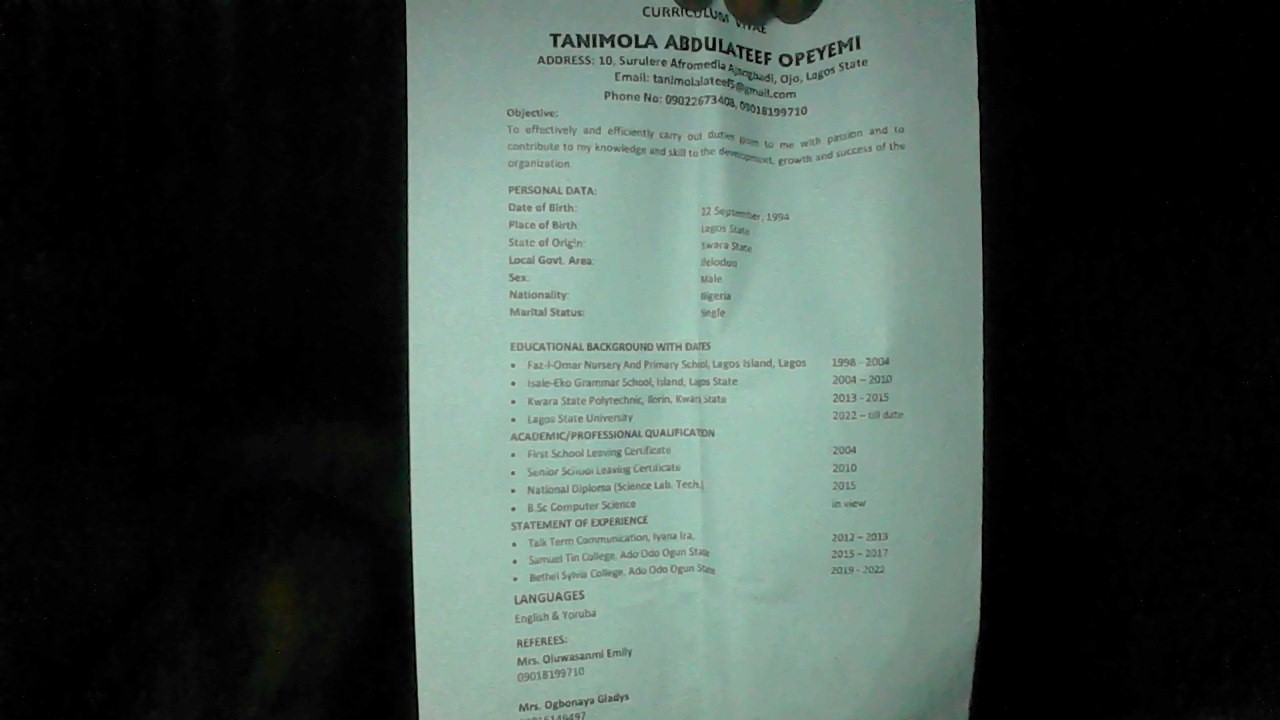 CURRICULUM VITAE
TANIMOLA ABDULATEEF OPEYEMI
ADDRESS: 10, Surulere Afromedia Ajangbadi, Ojo, Lagos State
Email: tanimolalateef5@gmail.com
Phone No: 09022673408, 09018199710
Objective:
To effectively and efficiently carry out duties to me with passion and to
contribute to my knowledge and skill to the development, growth and success of the
organization.
PERSONAL DATA:
Date of Birth: 12 September, 1994
Place of Birth: Lagos State
State of Origin: Kwara State
Local Govt. Area:
Sex: Male
Nationality: Nigeria
Marital Status: Single
EDUCATIONAL BACKGROUND WITH DATES
• Faz-l-Omar Nursery And Primary School, Lagos Island, Lagos 1998 - 2004
• Isale-Eko Grammar School, Island, Lagos State 2004 – 2010
• Kwara State Polytechnic, Ilorin, Kwara State 2013 - 2015
• Lagos State University 2022 – till date
ACADEMIC/PROFESSIONAL QUALIFICATION
• First School Leaving Certificate 2004
• Senior School Leaving Certificate 2010
• National Diploma (Science Lab. Tech.) 2015
• B.Sc Computer Science in view
STATEMENT OF EXPERIENCE
• Talk Term Communication, Iyana Ira, 2012 – 2013
• Samuel Tin College, Ado Odo Ogun State 2015 – 2017
• Bethel Sylvia College, Ado Odo Ogun State 2019 - 2022
LANGUAGES
English & Yoruba
REFEREES:
Mrs. Oluwasanmi Emily
09018199710
Mrs. Ogbonaya Gladys